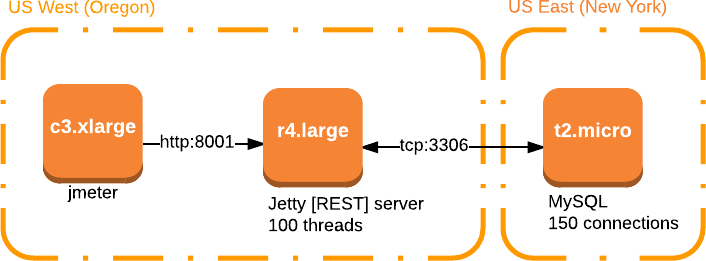 US West (Oregon)
US East (New York)
c3.xlarge
http:8001
r4.large
tcp:3306
t2.micro
jmeter
Jetty [REST] server
100 threads
MySQL
150 connections